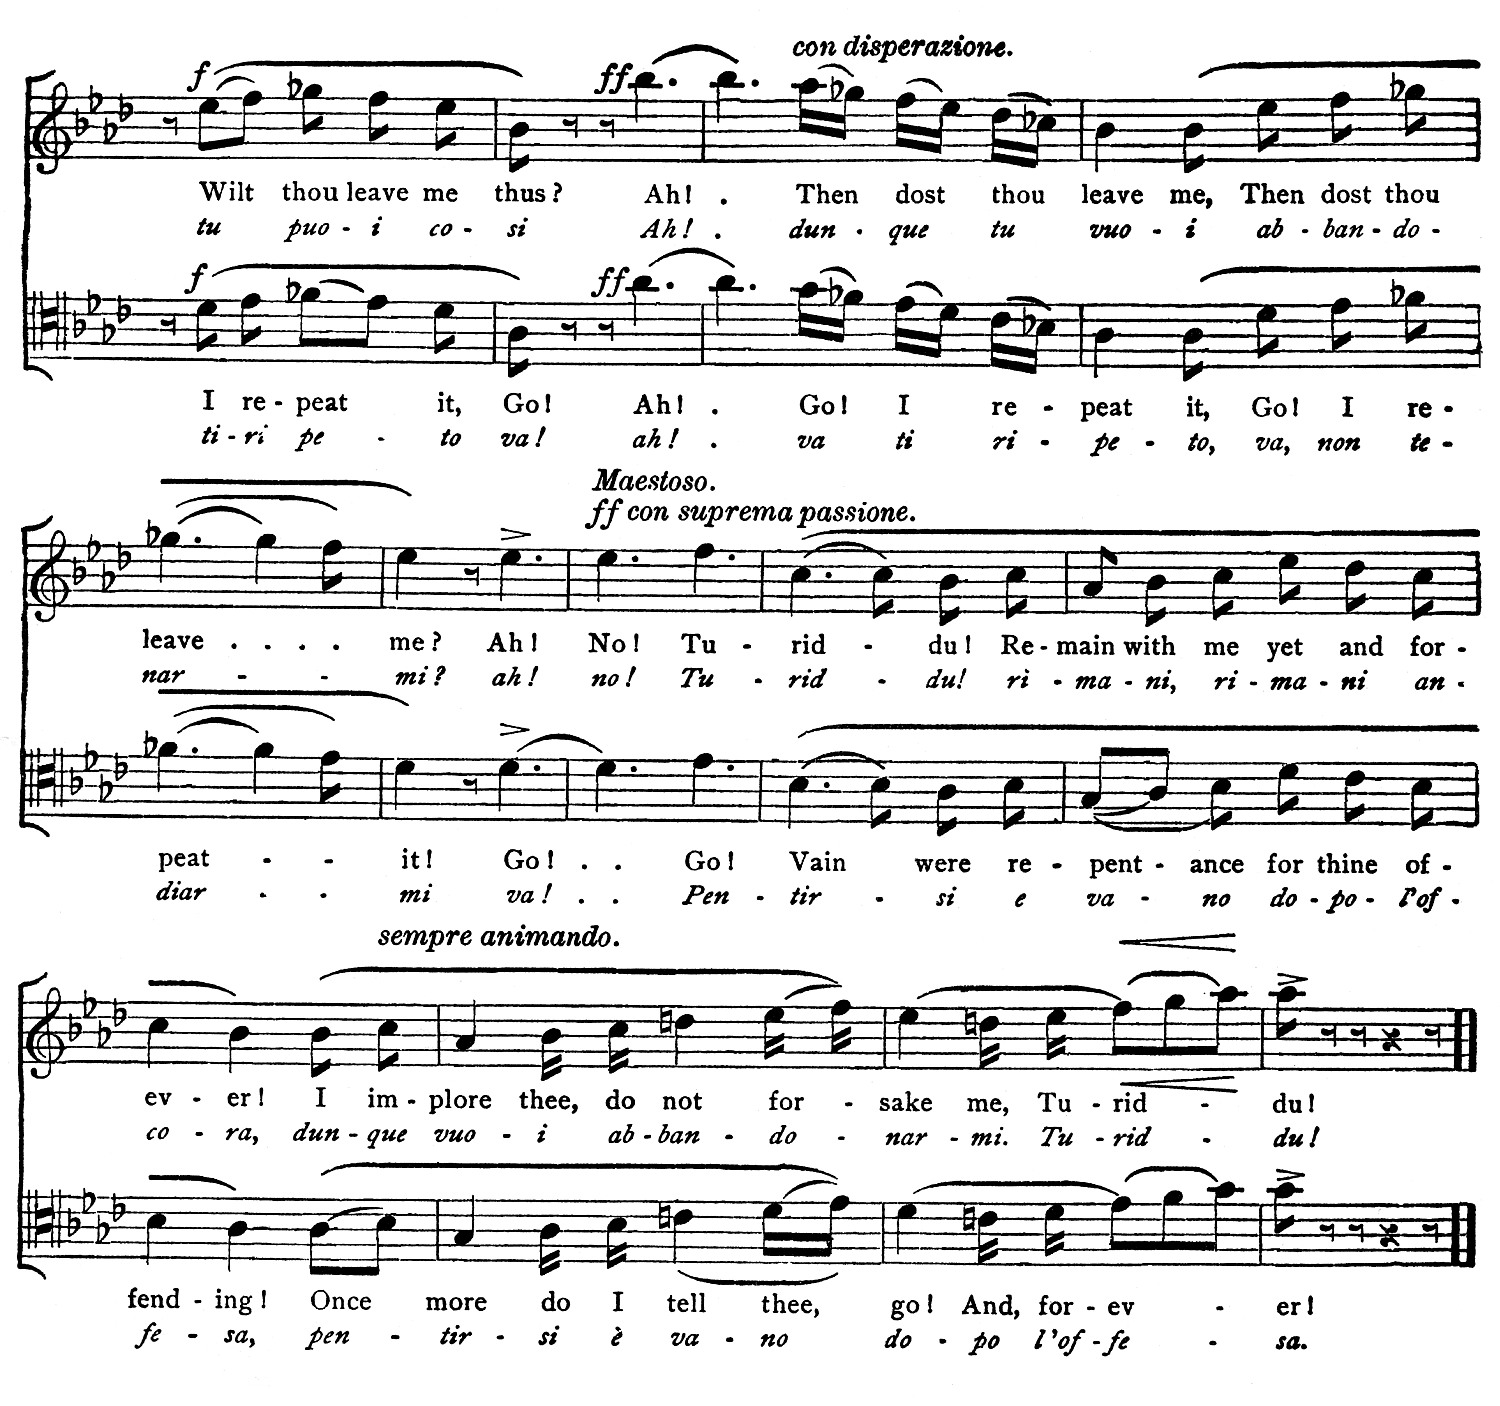 f ff con disperazione.
Wilt thou leave me thus? Ah! . Then dost thou leave me, Then dost thou
tu puo - i co - si Ah! . dun - que tu vuo - i ab - ban - do -
f ff
I re - peat it, Go! Ah! . Go! I re - peat it, Go! I re -
ti - ri pe - to va! ah! . va ti ri - pe - to, va, non te -
Maestoso.
ff con suprema passione.
leave . . . . me? Ah! No! Tu - rid - du! Re - main with me yet and for -
nar - - mi? ah! no! Tu - rid - du! ri - ma - ni, ri - ma - ni an -
peat - - it! Go! . . Go! Vain were re - pent - ance for thine of -
diar - - mi va! . . Pen - tir - si e va - no do - po - l'of -
sempre animando.
ev - er! I im - plore thee, do not for - sake me, Tu - rid - du!
co - ra, dun - que vuo - i ab - ban - do - nar - mi. Tu - rid - du!
fend - ing! Once more do I tell thee, go! And, for - ev - er!
fe - sa, pen - tir - si è va - no do - po l'of - fe - sa.